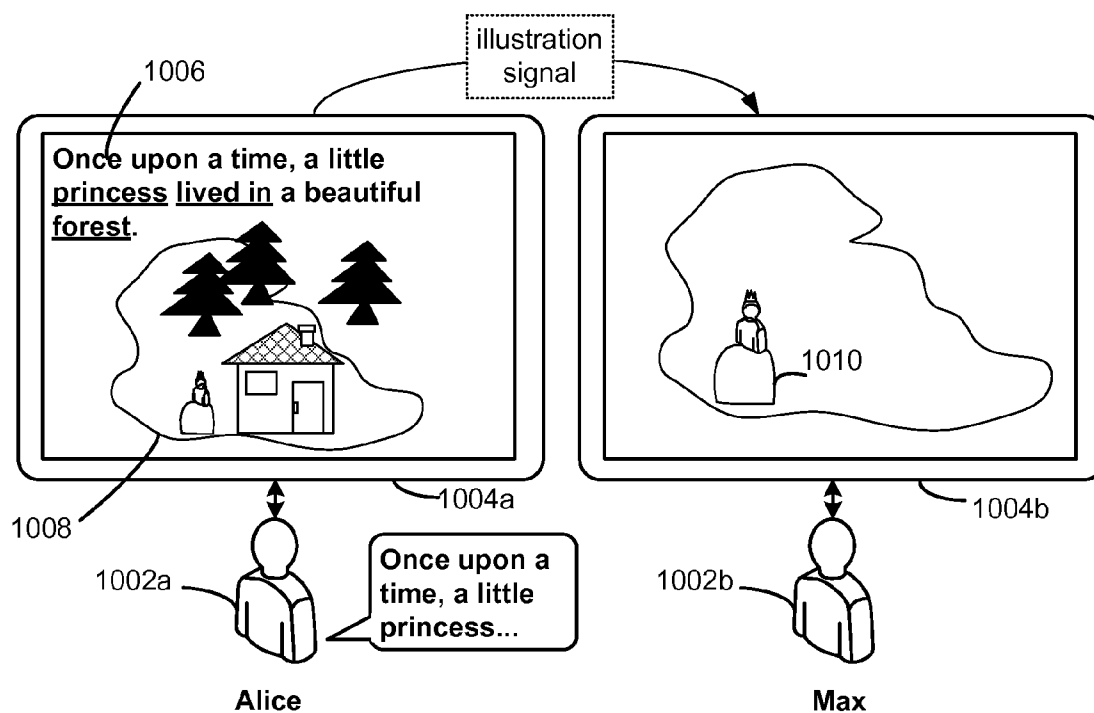 illustration
signal
1006
Once upon a time, a little
princess lived in a beautiful
forest.
1010
1008
1004a
1004b
1002a
Once upon a
time, a little
princess...
1002b
Alice
Max